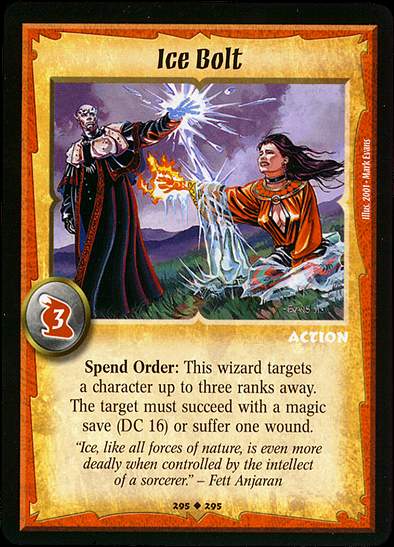 Ice Bolt
Illus. 2001 • Mark Evans
EVANS
3
ACTION
Spend Order: This wizard targets
a character up to three ranks away.
The target must succeed with a magic
save (DC 16) or suffer one wound.
“Ice, like all forces of nature, is even more
deadly when controlled by the intellect
of a sorcerer.” – Fett Anjaran
295 ◆ 295